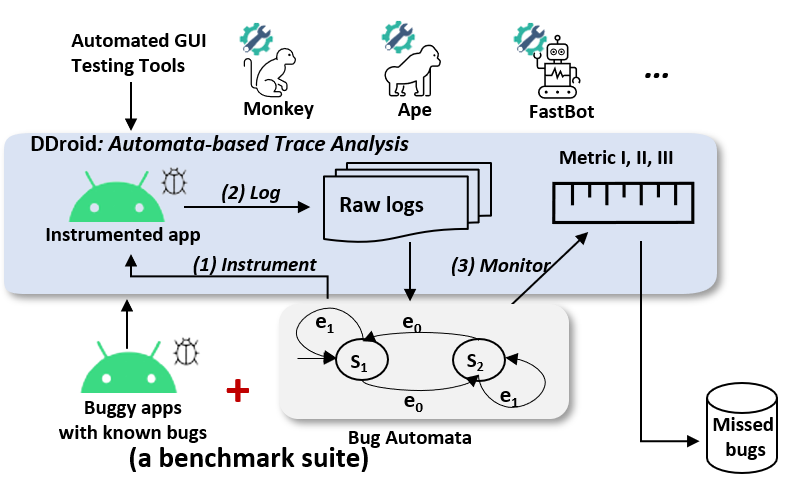 Automated GUI
Testing Tools
Monkey
Ape
FastBot
...
DDroid: Automata-based Trace Analysis
Metric I, II, III
(2) Log
Raw logs
Instrumented app
(1) Instrument
(3) Monitor
e1
e0
S1
S2
e0
e1
Buggy apps
with known bugs
+
Bug Automata
(a benchmark suite)
Missed
bugs